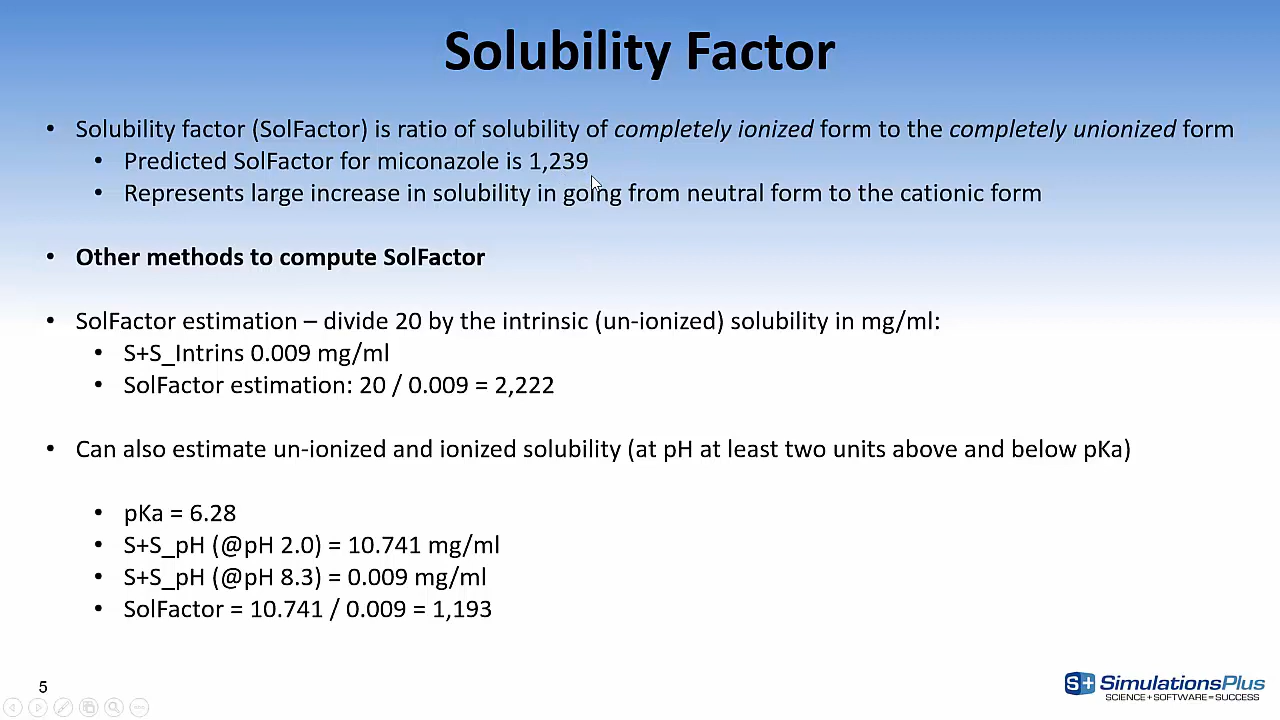 Solubility Factor
• Solubility factor (SolFactor) is ratio of solubility of completely ionized form to the completely unionized form
• Predicted SolFactor for miconazole is 1,239
• Represents large increase in solubility in going from neutral form to the cationic form
• Other methods to compute SolFactor
• SolFactor estimation – divide 20 by the intrinsic (un-ionized) solubility in mg/ml:
• S+S_Intrins 0.009 mg/ml
• SolFactor estimation: 20 / 0.009 = 2,222
• Can also estimate un-ionized and ionized solubility (at pH at least two units above and below pKa)
• pKa = 6.28
• S+S_pH (@pH 2.0) = 10.741 mg/ml
• S+S_pH (@pH 8.3) = 0.009 mg/ml
• SolFactor = 10.741 / 0.009 = 1,193
5
S+ SimulationsPlus
SCIENCE + SOFTWARE = SUCCESS